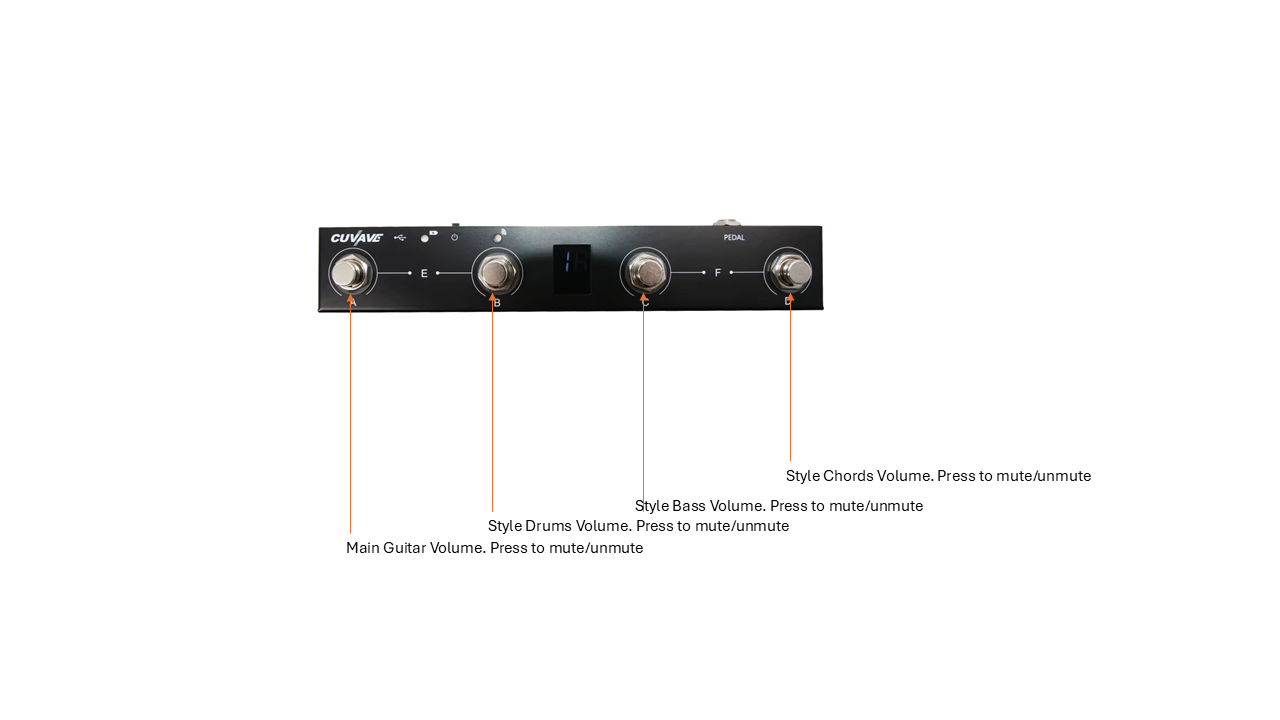 CUVAVE
PEDAL
E
F
A
B
C
D
Style Chords Volume. Press to mute/unmute
Style Bass Volume. Press to mute/unmute
Style Drums Volume. Press to mute/unmute
Main Guitar Volume. Press to mute/unmute